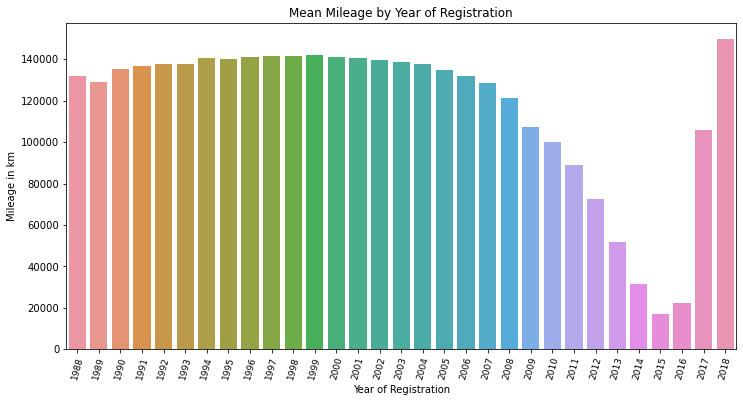 Mean Mileage by Year of Registration
Mileage in km
140000
120000
100000
80000
60000
40000
20000
0
1988 1989 1990 1991 1992 1993 1994 1995 1996 1997 1998 1999 2000 2001 2002 2003 2004 2005 2006 2007 2008 2009 2010 2011 2012 2013 2014 2015 2016 2017 2018
Year of Registration